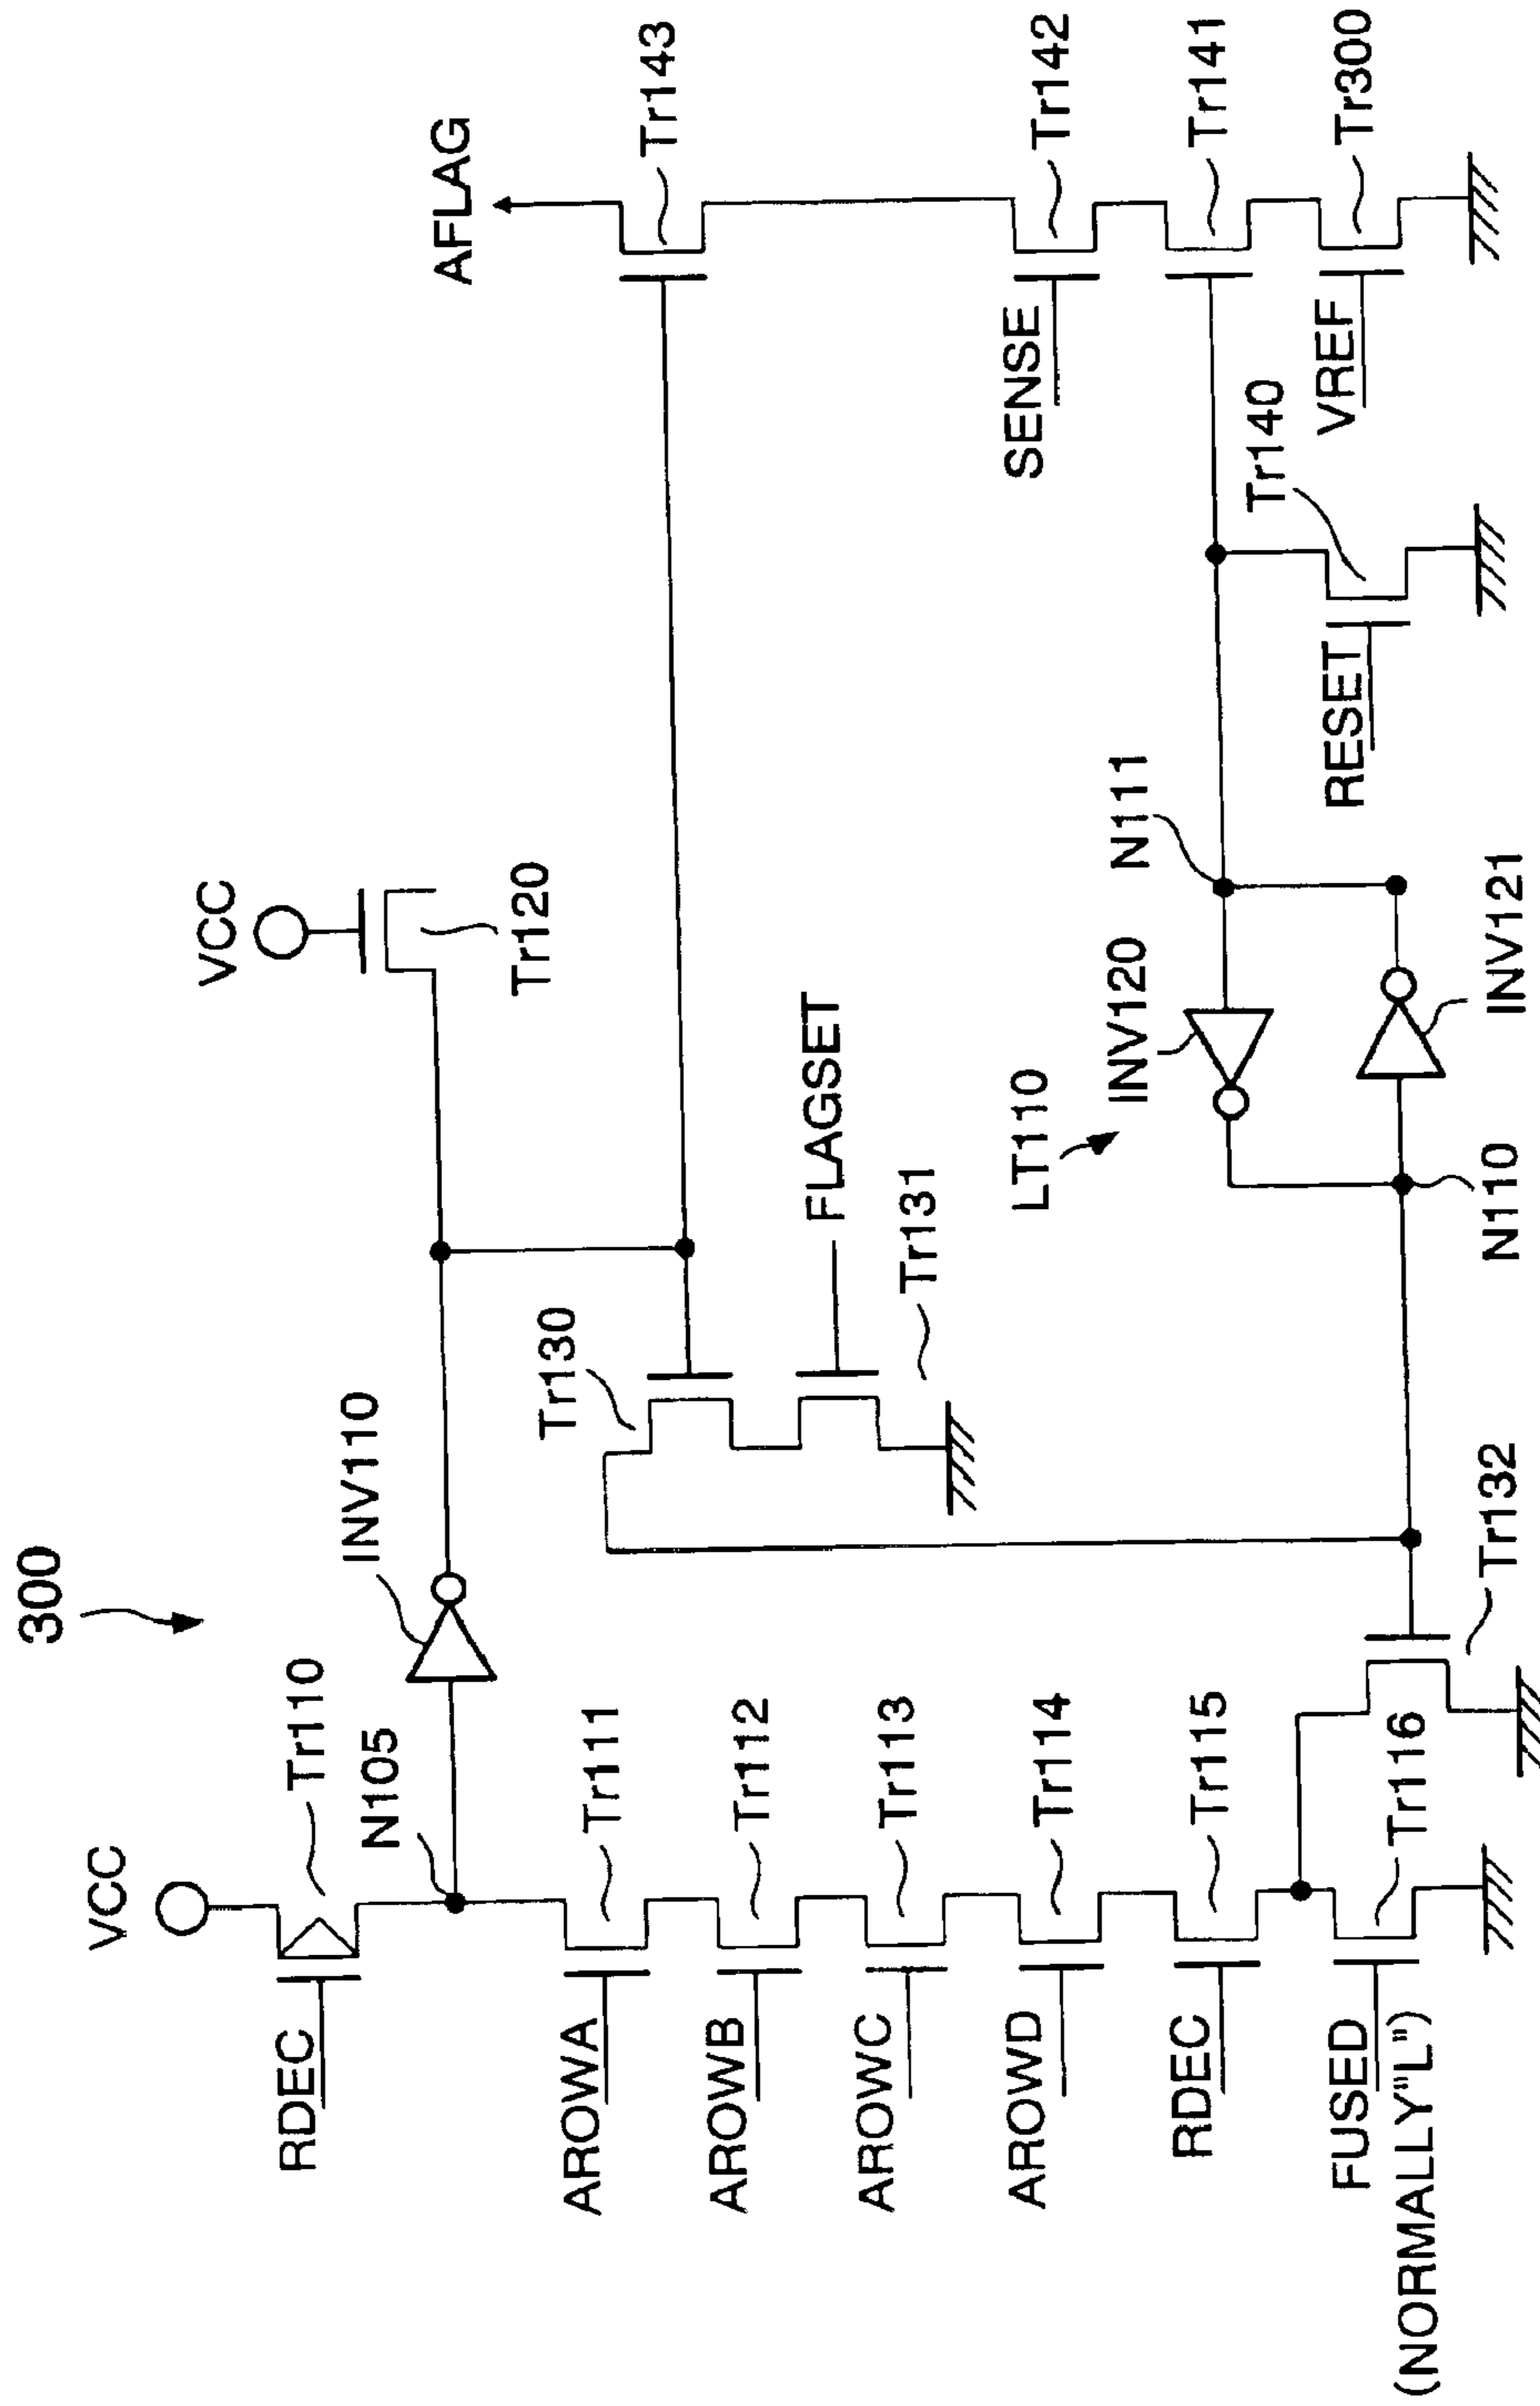 300
VCC
RDEC
Tr110
N105
INV110
VCC
Tr120
AFLAG
Tr143
AROWA
Tr111
AROWB
Tr112
AROWC
Tr113
AROWD
Tr114
RDEC
Tr115
FUSED
(NORMALLY"L")
Tr116
Tr132
Tr130
FLAGSET
Tr131
LT110
INV120
N111
INV121
N110
RESET
Tr140
SENSE
Tr142
Tr141
VREF
Tr300